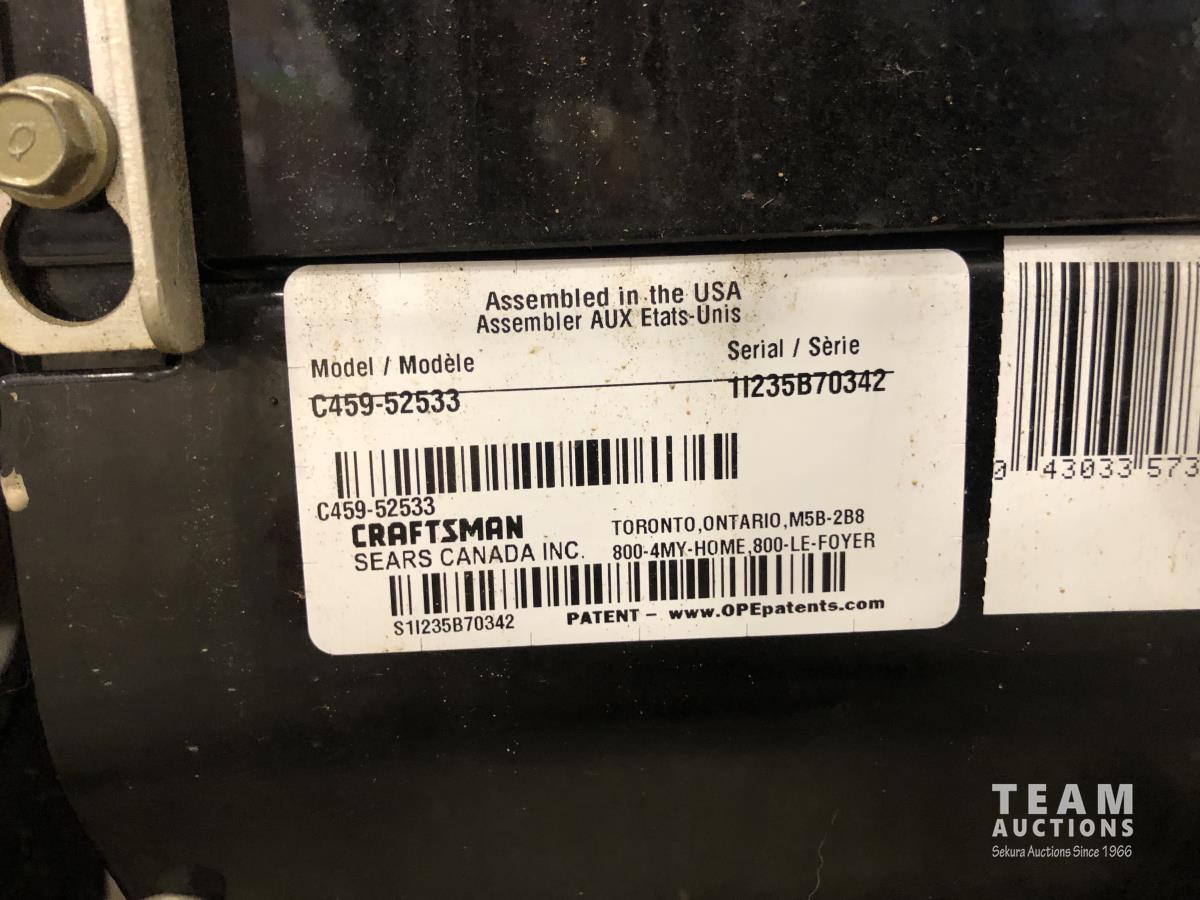 Assembled in the USA
Assembler AUX Etats-Unis
Model / Modèle
Serial / Sèrie
C459-52533
1I235B70342
C459-52533
CRAFTSMAN
SEARS CANADA INC.
TORONTO,ONTARIO,M5B-2B8
800-4MY-HOME,800-LE-FOYER
S1I235B70342
PATENT – www.OPEpatents.com
0 43033 573
TEAM
AUCTIONS
Sekura Auctions Since 1966